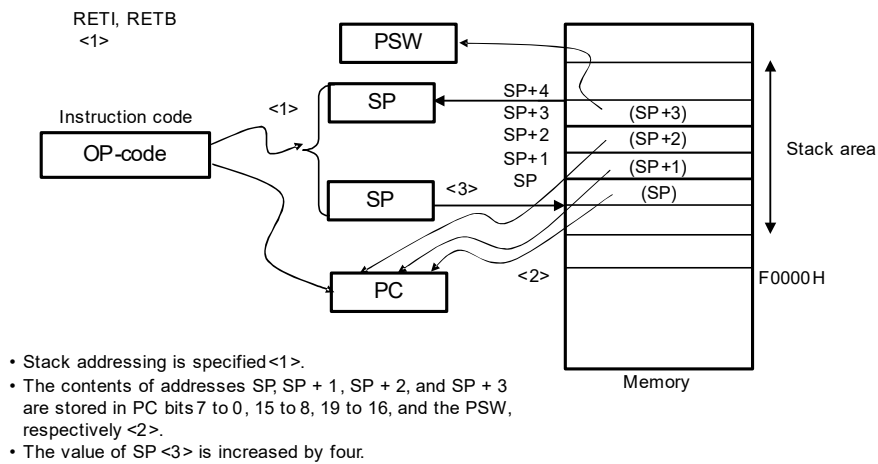 RETI, RETB
<1>
PSW
SP+4
SP
<1>
SP+3
(SP+3)
Instruction code
SP+2
(SP+2)
OP-code
Stack area
SP+1
(SP+1)
SP
<3>
SP
(SP)
<2>
F0000H
PC
Memory
• Stack addressing is specified <1>.
• The contents of addresses SP, SP + 1, SP + 2, and SP + 3
are stored in PC bits 7 to 0, 15 to 8, 19 to 16, and the PSW,
respectively <2>.
• The value of SP <3> is increased by four.